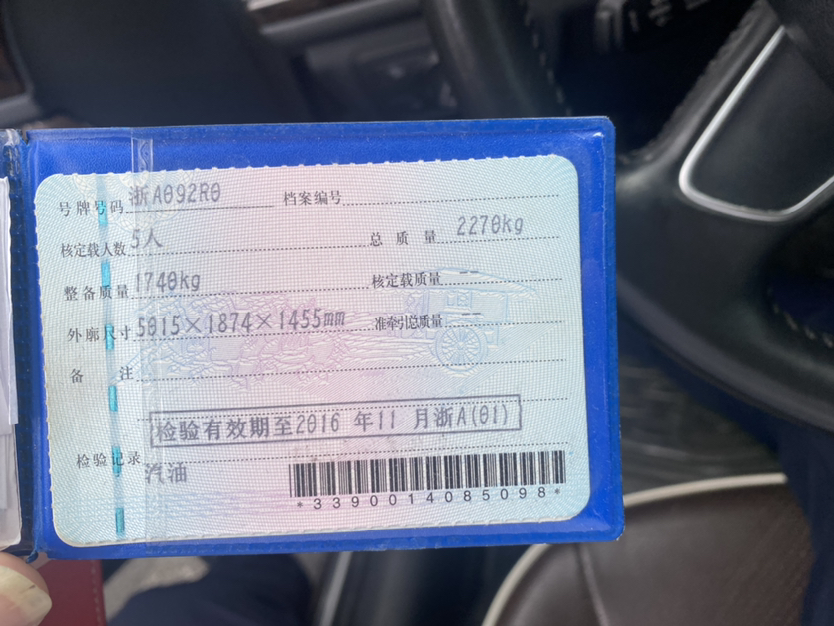 号牌号码 浙A092R0 档案编号
核定载人数 5人 总质量 2270kg
整备质量 1740kg 核定载质量 --
外廓尺寸 5015×1874×1455mm 准牵引总质量 --
备注
检验有效期至2016 年11 月浙A(01)
检验记录
汽油
*3390014085098*